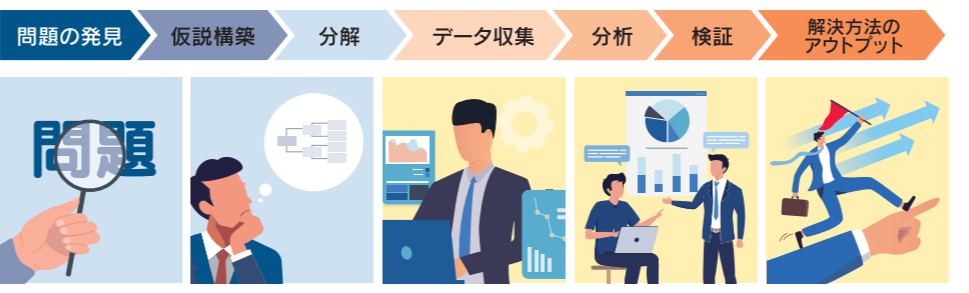 問題の発見
仮説構築
分解
データ収集
分析
検証
解決方法の
アウトプット
問題